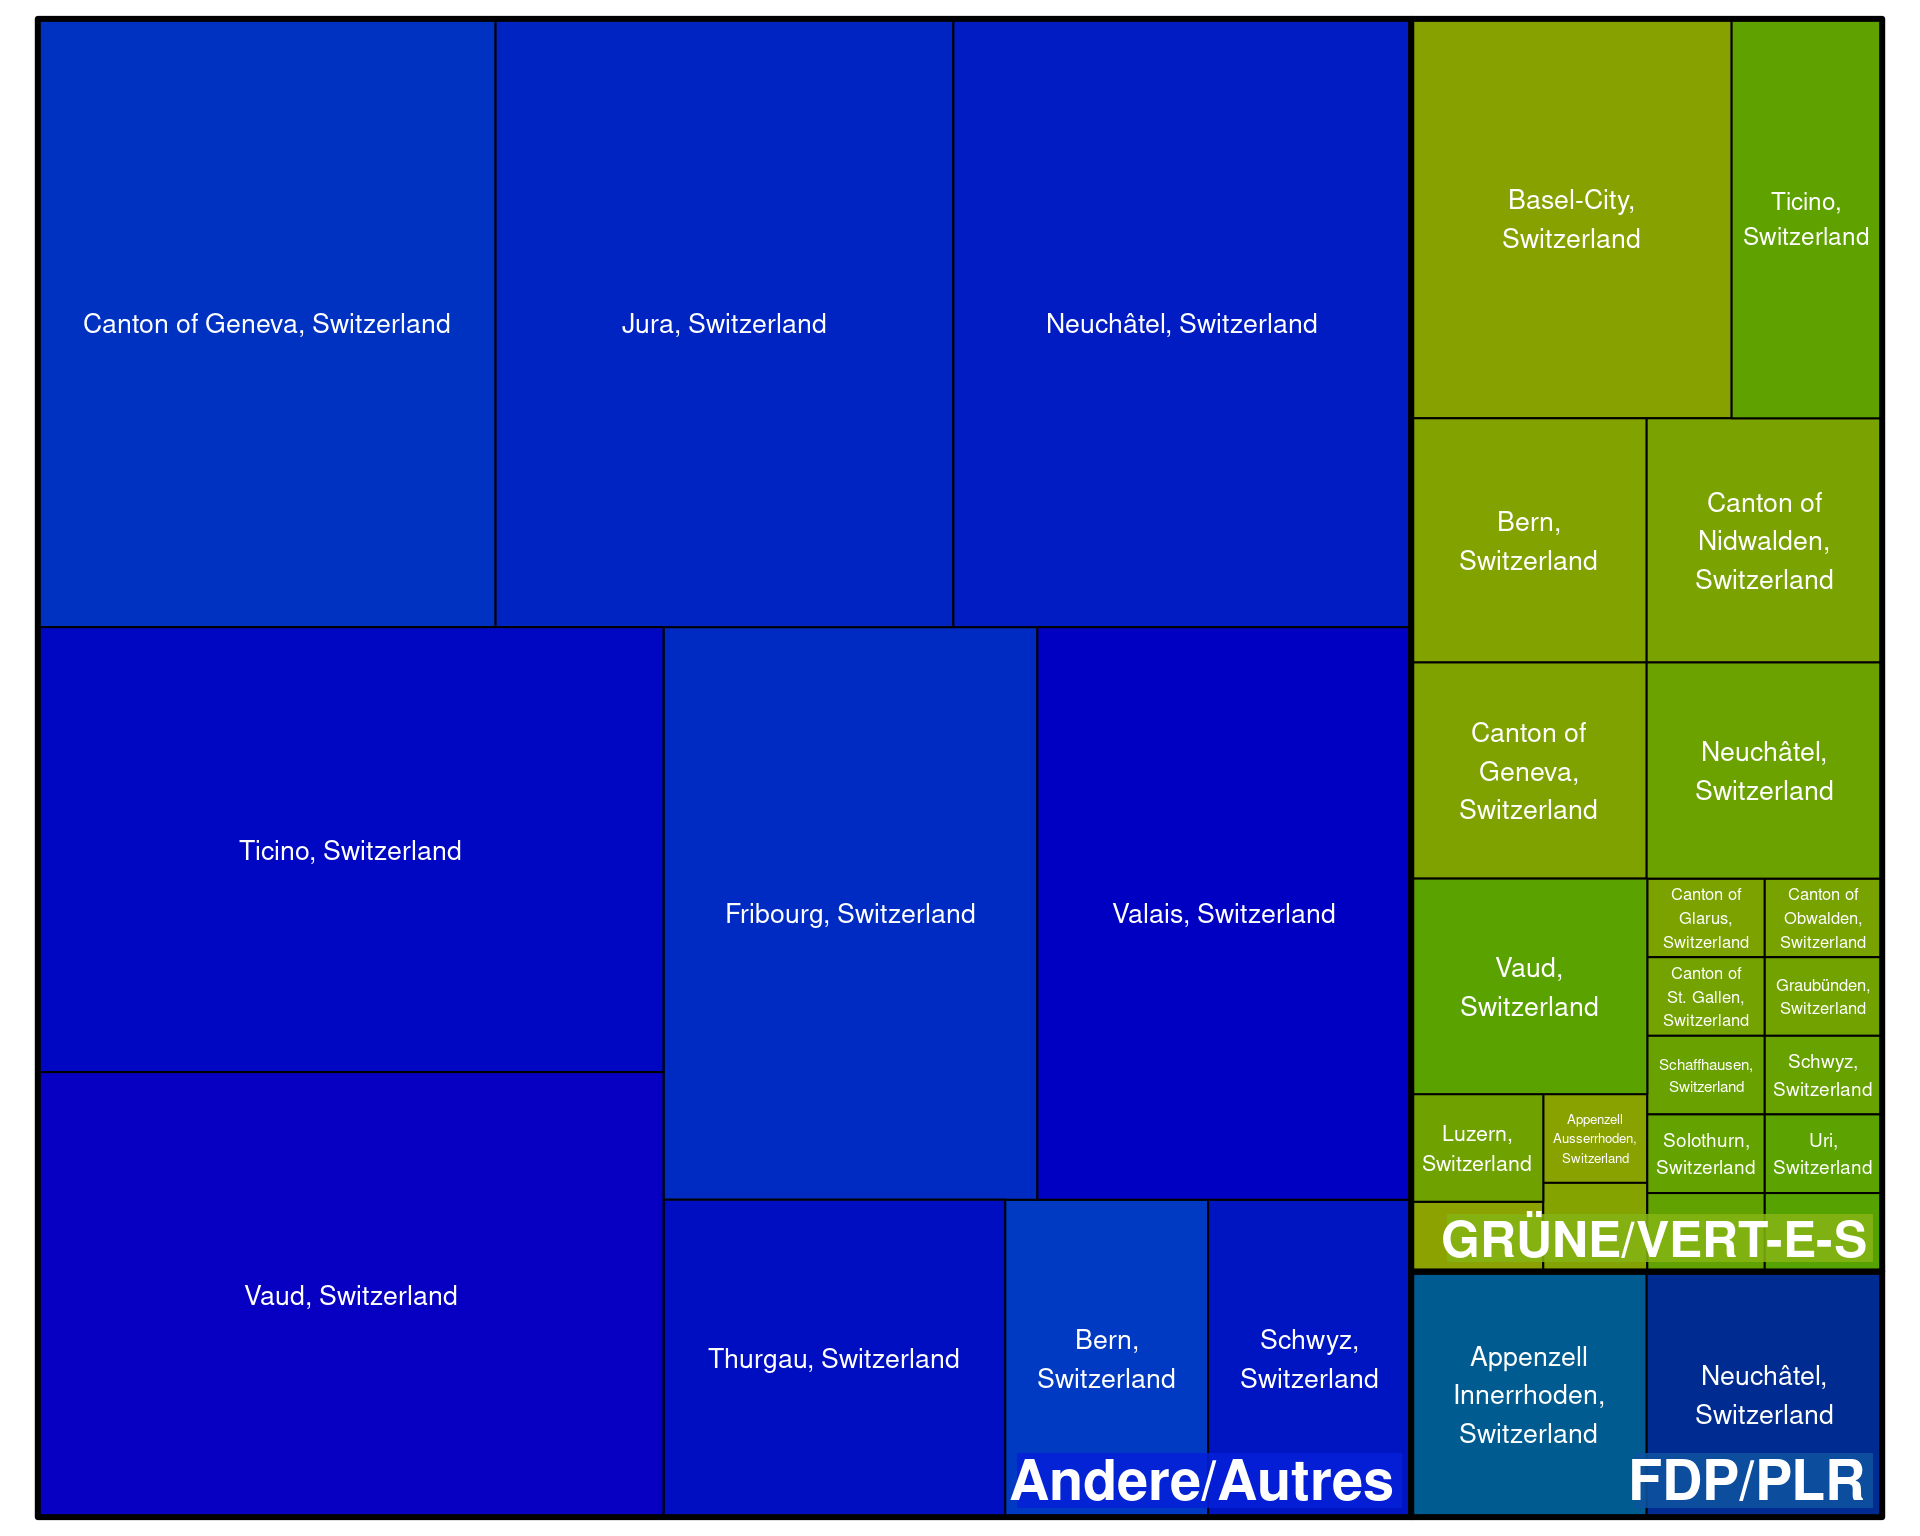 Canton of Geneva, Switzerland
Jura, Switzerland
Neuchâtel, Switzerland
Ticino, Switzerland
Vaud, Switzerland
Fribourg, Switzerland
Valais, Switzerland
Thurgau, Switzerland
Bern,
Switzerland
Schwyz,
Switzerland
Andere/Autres
Basel-City,
Switzerland
Ticino,
Switzerland
Bern,
Switzerland
Canton of
Nidwalden,
Switzerland
Canton of
Geneva,
Switzerland
Neuchâtel,
Switzerland
Vaud,
Switzerland
Canton of
Glarus,
Switzerland
Canton of
Obwalden,
Switzerland
Canton of
St. Gallen,
Switzerland
Graubünden,
Switzerland
Schaffhausen,
Switzerland
Schwyz,
Switzerland
Luzern,
Switzerland
Appenzell
Ausserrhoden,
Switzerland
Solothurn,
Switzerland
Uri,
Switzerland
GRÜNE/VERT-E-S
Appenzell
Innerrhoden,
Switzerland
Neuchâtel,
Switzerland
FDP/PLR